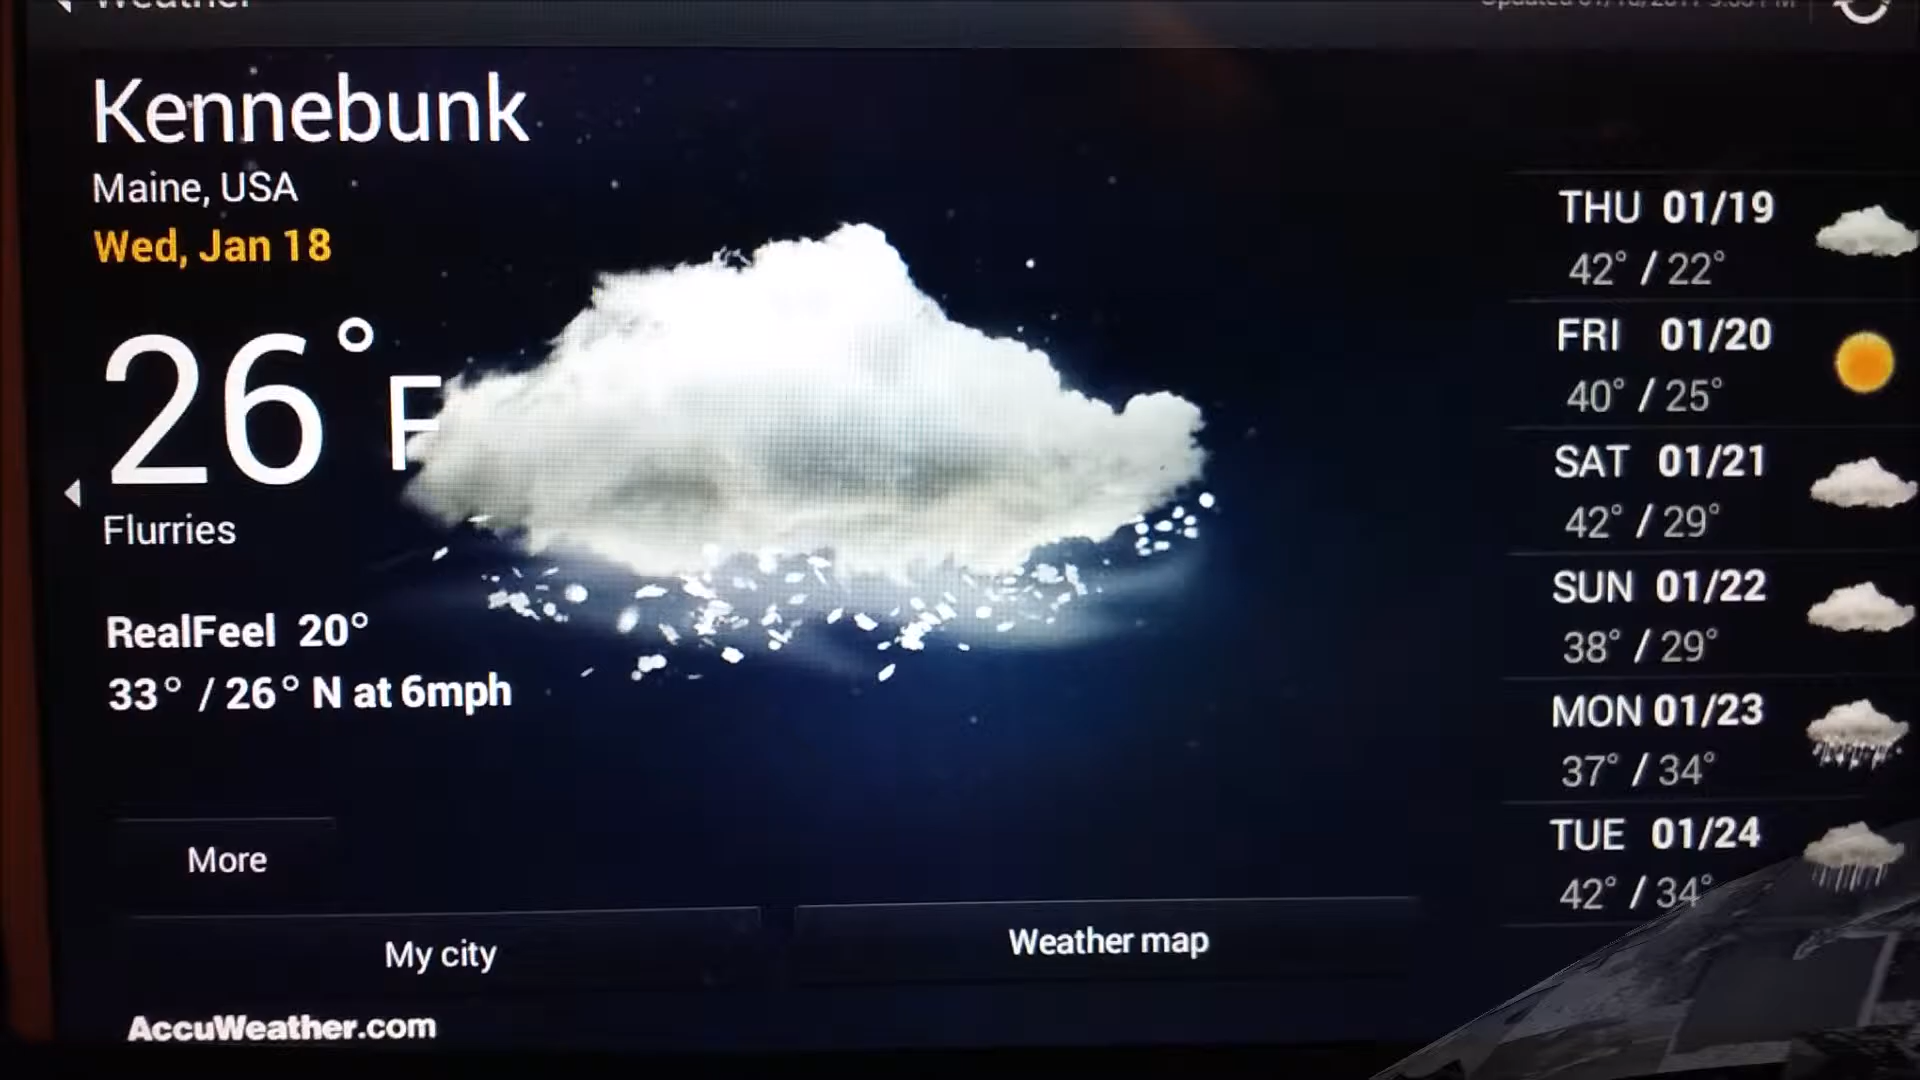 Weather
Kennebunk
Maine, USA
Wed, Jan 18
26° F
Flurries
RealFeel 20°
33° / 26° N at 6mph
More
My city
Weather map
AccuWeather.com
THU 01/19
42° / 22°
FRI 01/20
40° / 25°
SAT 01/21
42° / 29°
SUN 01/22
38° / 29°
MON 01/23
37° / 34°
TUE 01/24
42° / 34°